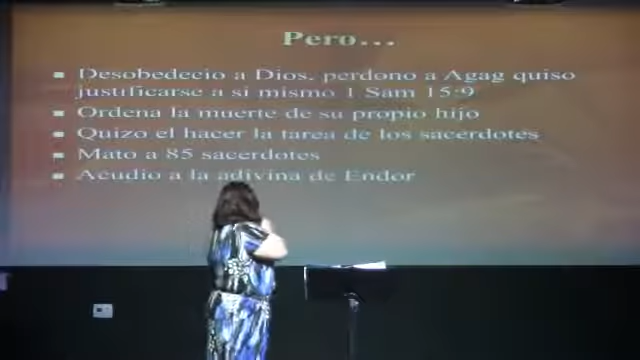 Pero...
Desobedecio a Dios, perdono a Agag quiso
justificarse a si mismo 1 Sam 15:9
Ordena la muerte de su propio hijo
Quizo el hacer la tarea de los sacerdotes
Mato a 85 sacerdotes
Acudio a la adivina de Endor